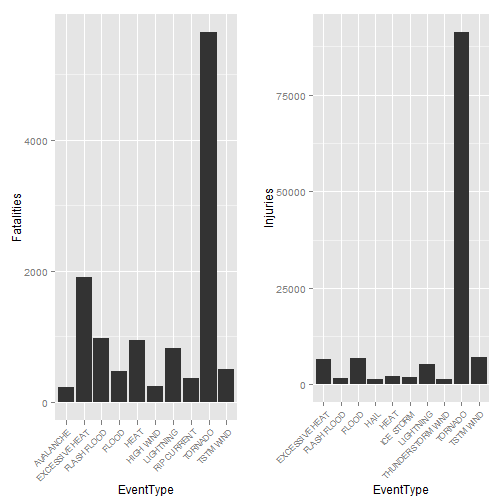 Fatalities
4000
2000
0
AVALANCHE
EXCESSIVE HEAT
FLASH FLOOD
FLOOD
HEAT
HIGH WIND
LIGHTNING
RIP CURRENT
TORNADO
TSTM WIND
EventType
Injuries
75000
50000
25000
0
EXCESSIVE HEAT
FLASH FLOOD
FLOOD
HAIL
HEAT
ICE STORM
LIGHTNING
THUNDERSTORM WIND
TORNADO
TSTM WIND
EventType